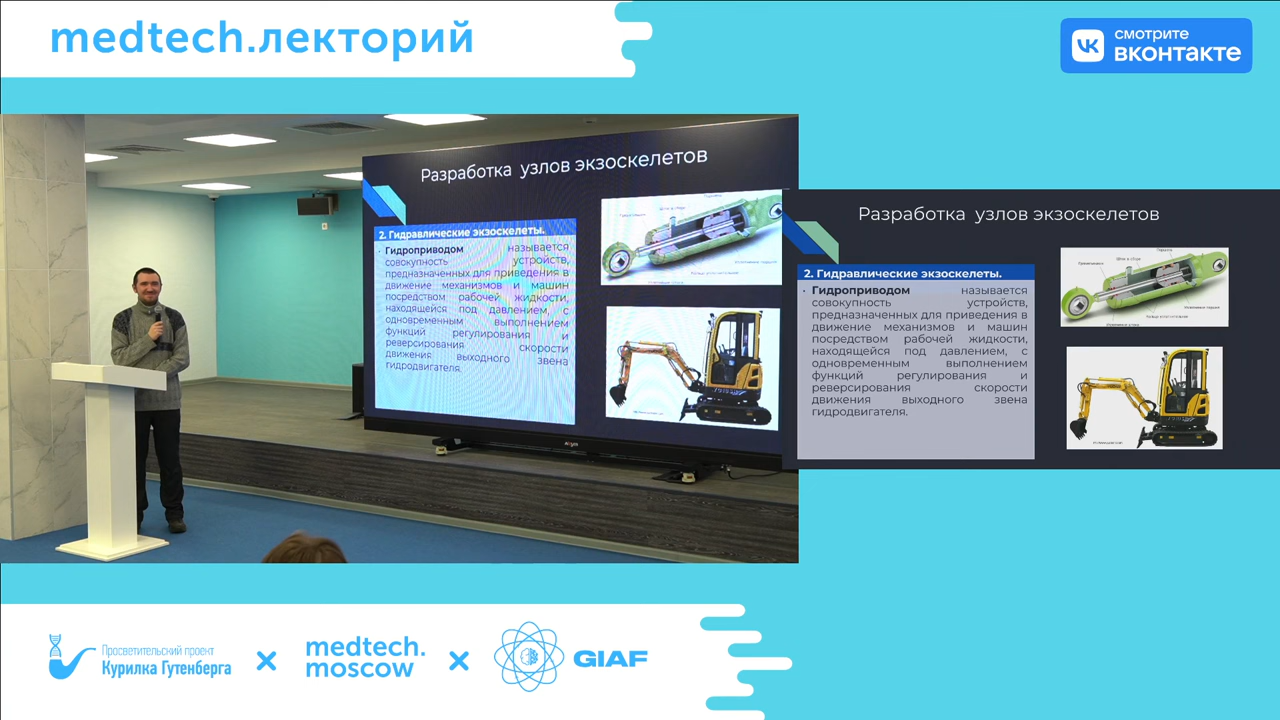 medtech.лекторий
смотрите
вконтакте
Разработка узлов экзоскелетов
2. Гидравлические экзоскелеты.
Гидроприводом называется
совокупность устройств,
предназначенных для приведения в
движение механизмов и машин
посредством рабочей жидкости,
находящейся под давлением, с
одновременным выполнением
функций регулирования и
реверсирования скорости
движения выходного звена
гидродвигателя.
Разработка узлов экзоскелетов
2. Гидравлические экзоскелеты.
· Гидроприводом называется
совокупность устройств,
предназначенных для приведения в
движение механизмов и машин
посредством рабочей жидкости,
находящейся под давлением, с
одновременным выполнением
функций регулирования и
реверсирования скорости
движения выходного звена
гидродвигателя.
Просветительский проект
Курилка Гутенберга
×
medtech.
moscow
×
GIAF